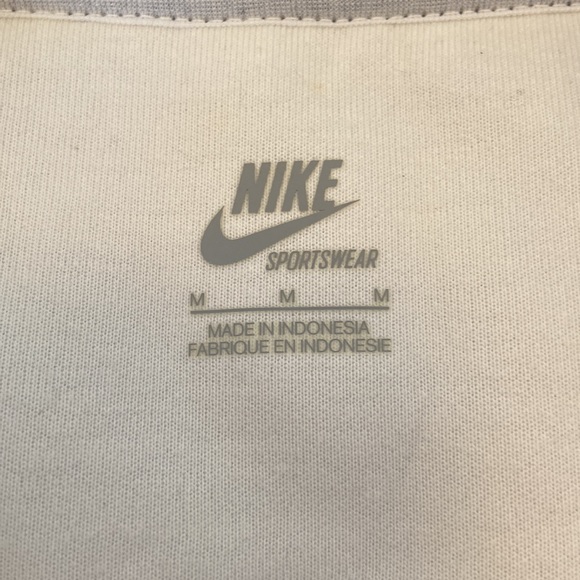 NIKE
SPORTSWEAR
M M M
MADE IN INDONESIA
FABRIQUE EN INDONESIE